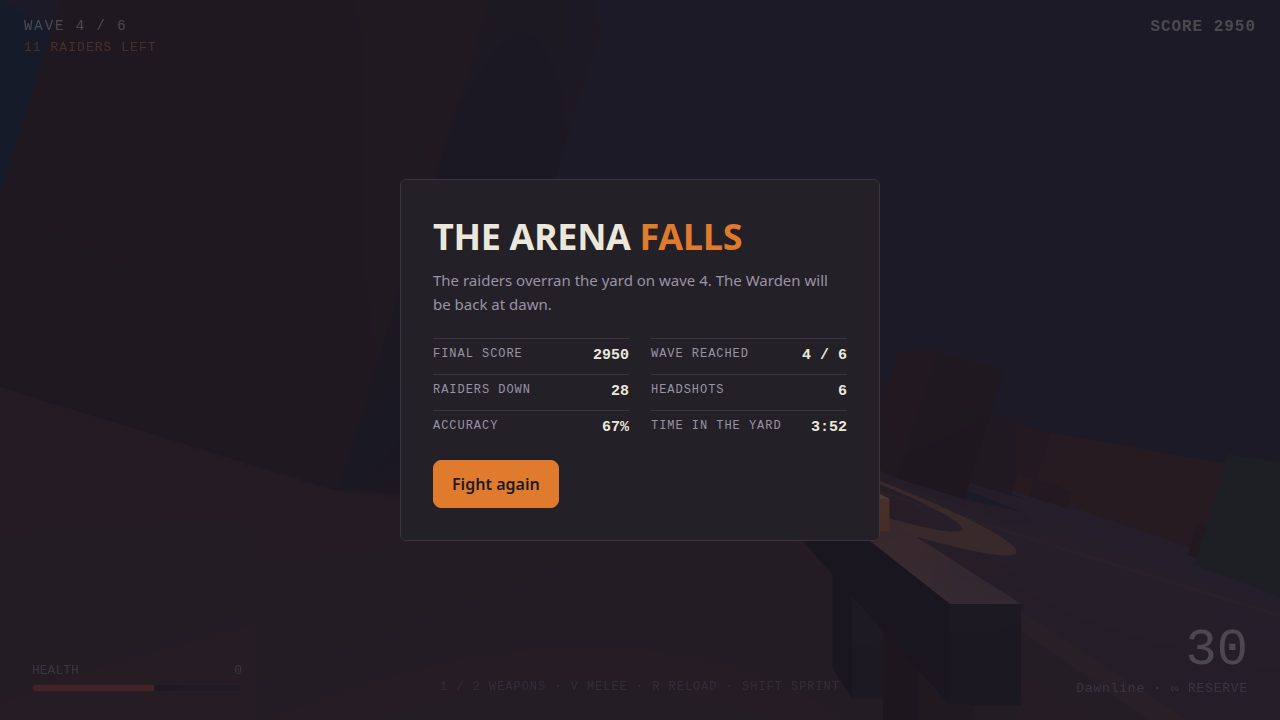 WAVE 4 / 6
SCORE 2950
11 RAIDERS LEFT
THE ARENA FALLS
The raiders overran the yard on wave 4. The Warden will
be back at dawn.
FINAL SCORE 2950
WAVE REACHED 4 / 6
RAIDERS DOWN 28
HEADSHOTS 6
ACCURACY 67%
TIME IN THE YARD 3:52
Fight again
30
HEALTH 0
1 / 2 WEAPONS · V MELEE · R RELOAD · SHIFT SPRINT
Dawnline · ∞ RESERVE